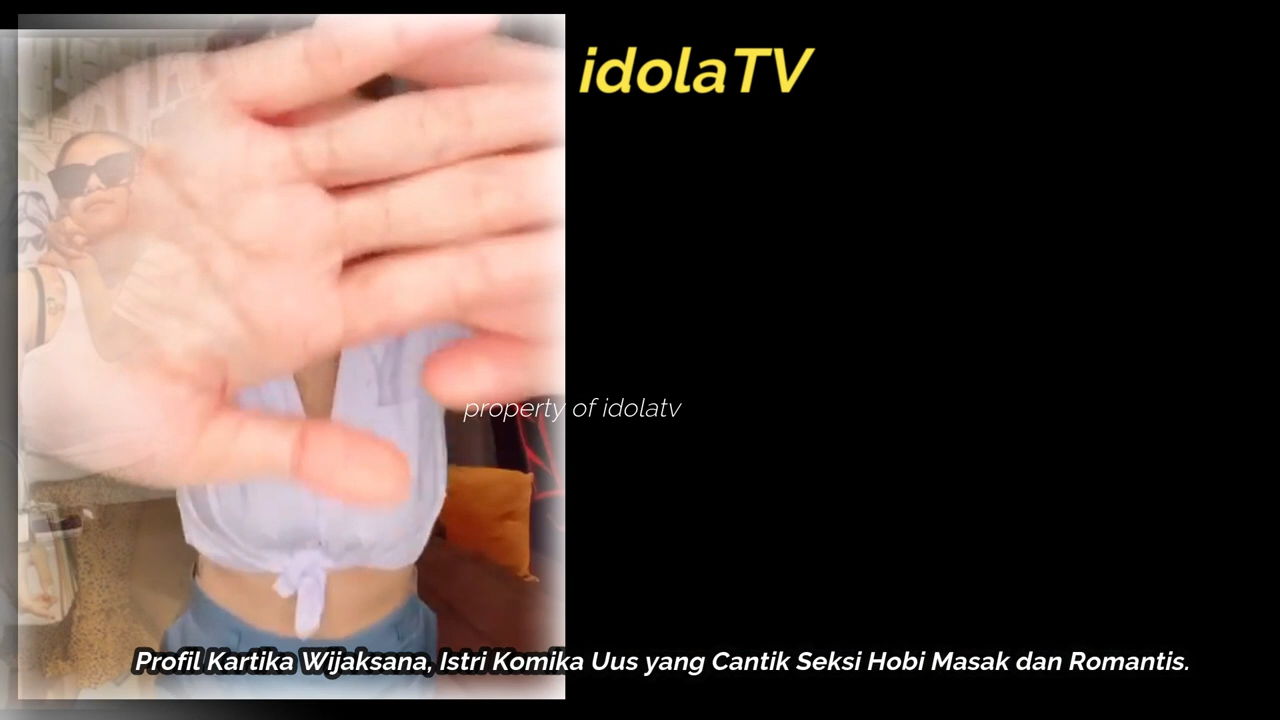 idolaTV
property of idolatv
Profil Kartika Wijaksana, Istri Komika Uus yang Cantik Seksi Hobi Masak dan Romantis.